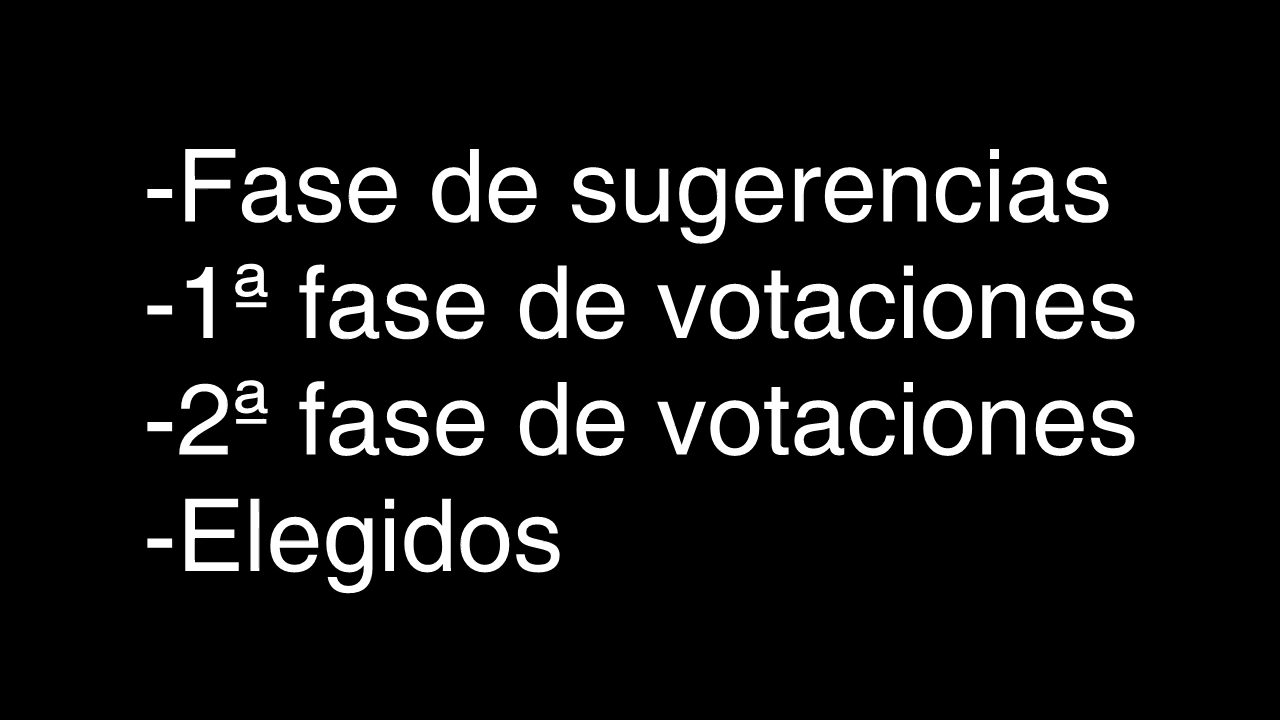 -Fase de sugerencias
-1ª fase de votaciones
-2ª fase de votaciones
-Elegidos